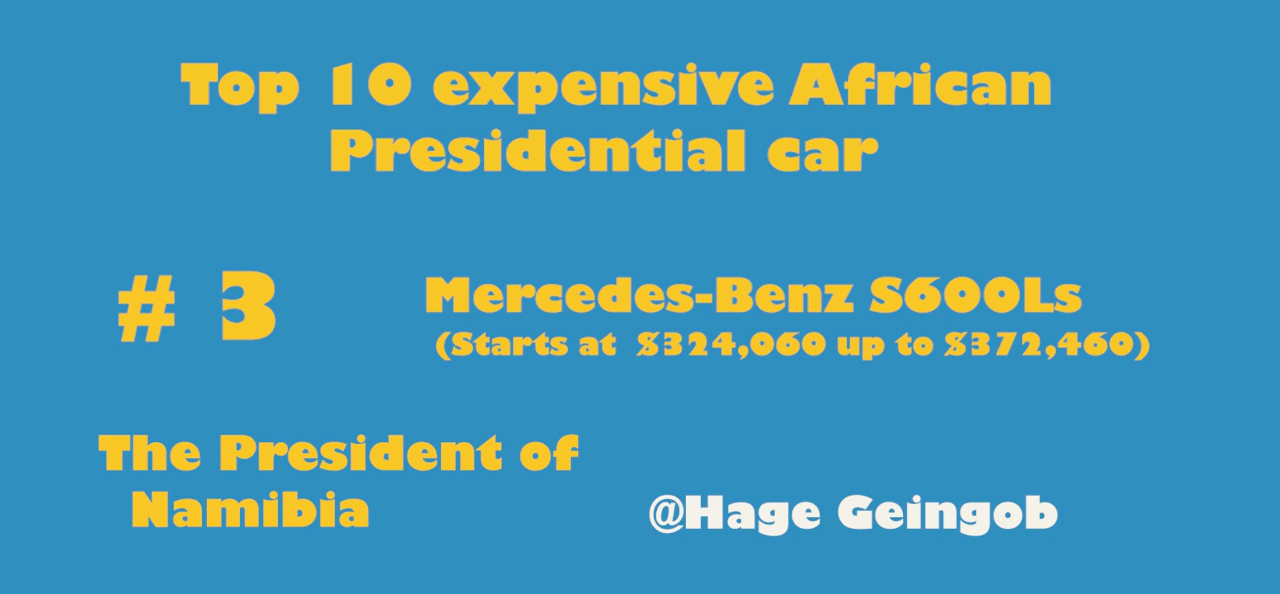 Top 10 expensive African
Presidential car
# 3
Mercedes-Benz S600Ls
(Starts at $324,060 up to $372,460)
The President of
Namibia
@Hage Geingob